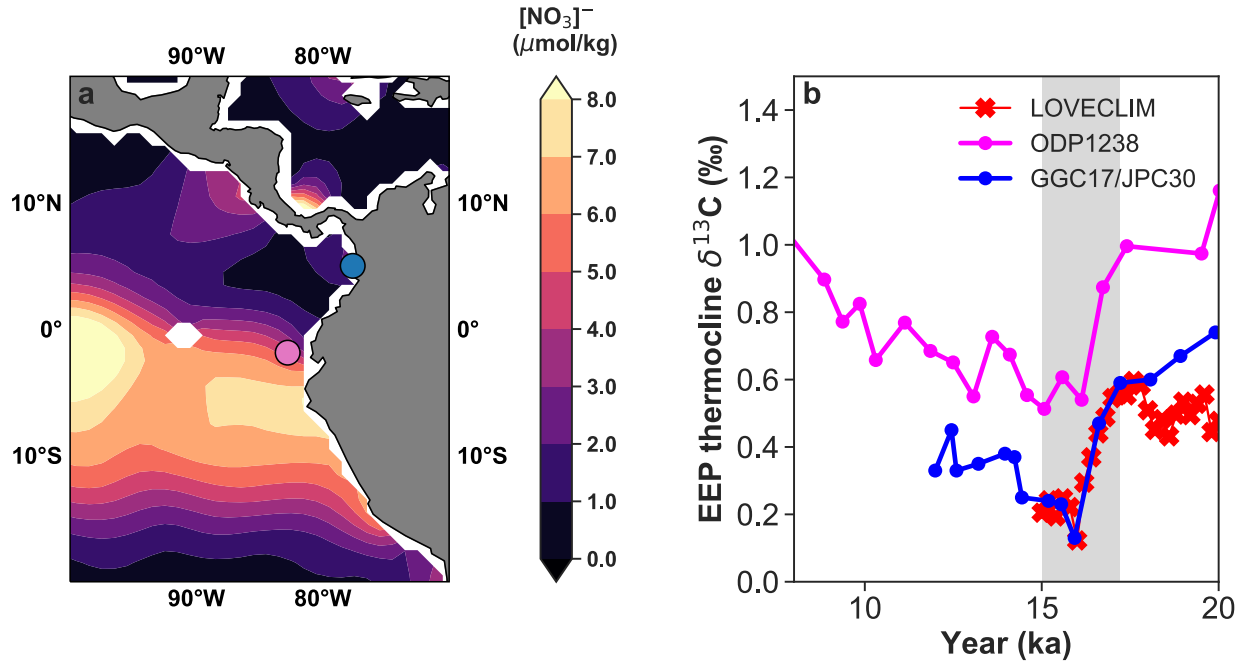 [NO₃]⁻
(μmol/kg)
90°W 80°W
a
10°N 10°N
0° 0°
10°S 10°S
90°W 80°W
8.0
7.0
6.0
5.0
4.0
3.0
2.0
1.0
0.0
b
LOVECLIM
ODP1238
GGC17/JPC30
EEP thermocline δ¹³C (‰)
1.4
1.2
1.0
0.8
0.6
0.4
0.2
0.0
10 15 20
Year (ka)